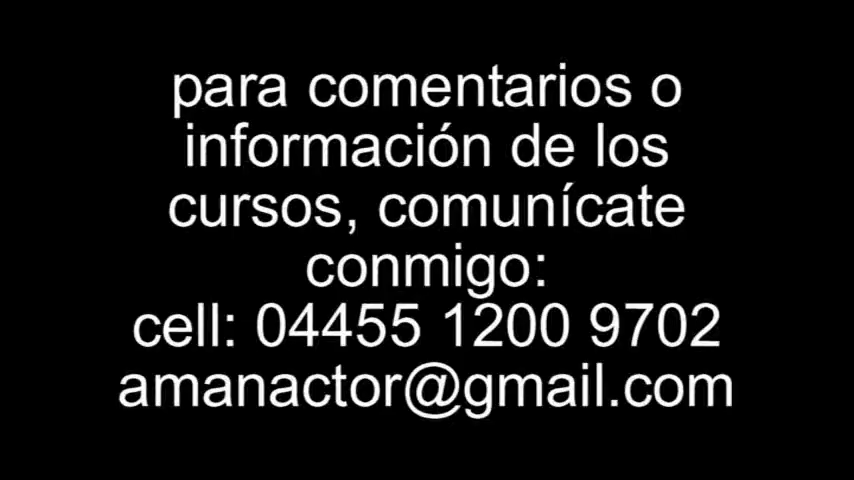 para comentarios o
información de los
cursos, comunícate
conmigo:
cell: 04455 1200 9702
amanactor@gmail.com